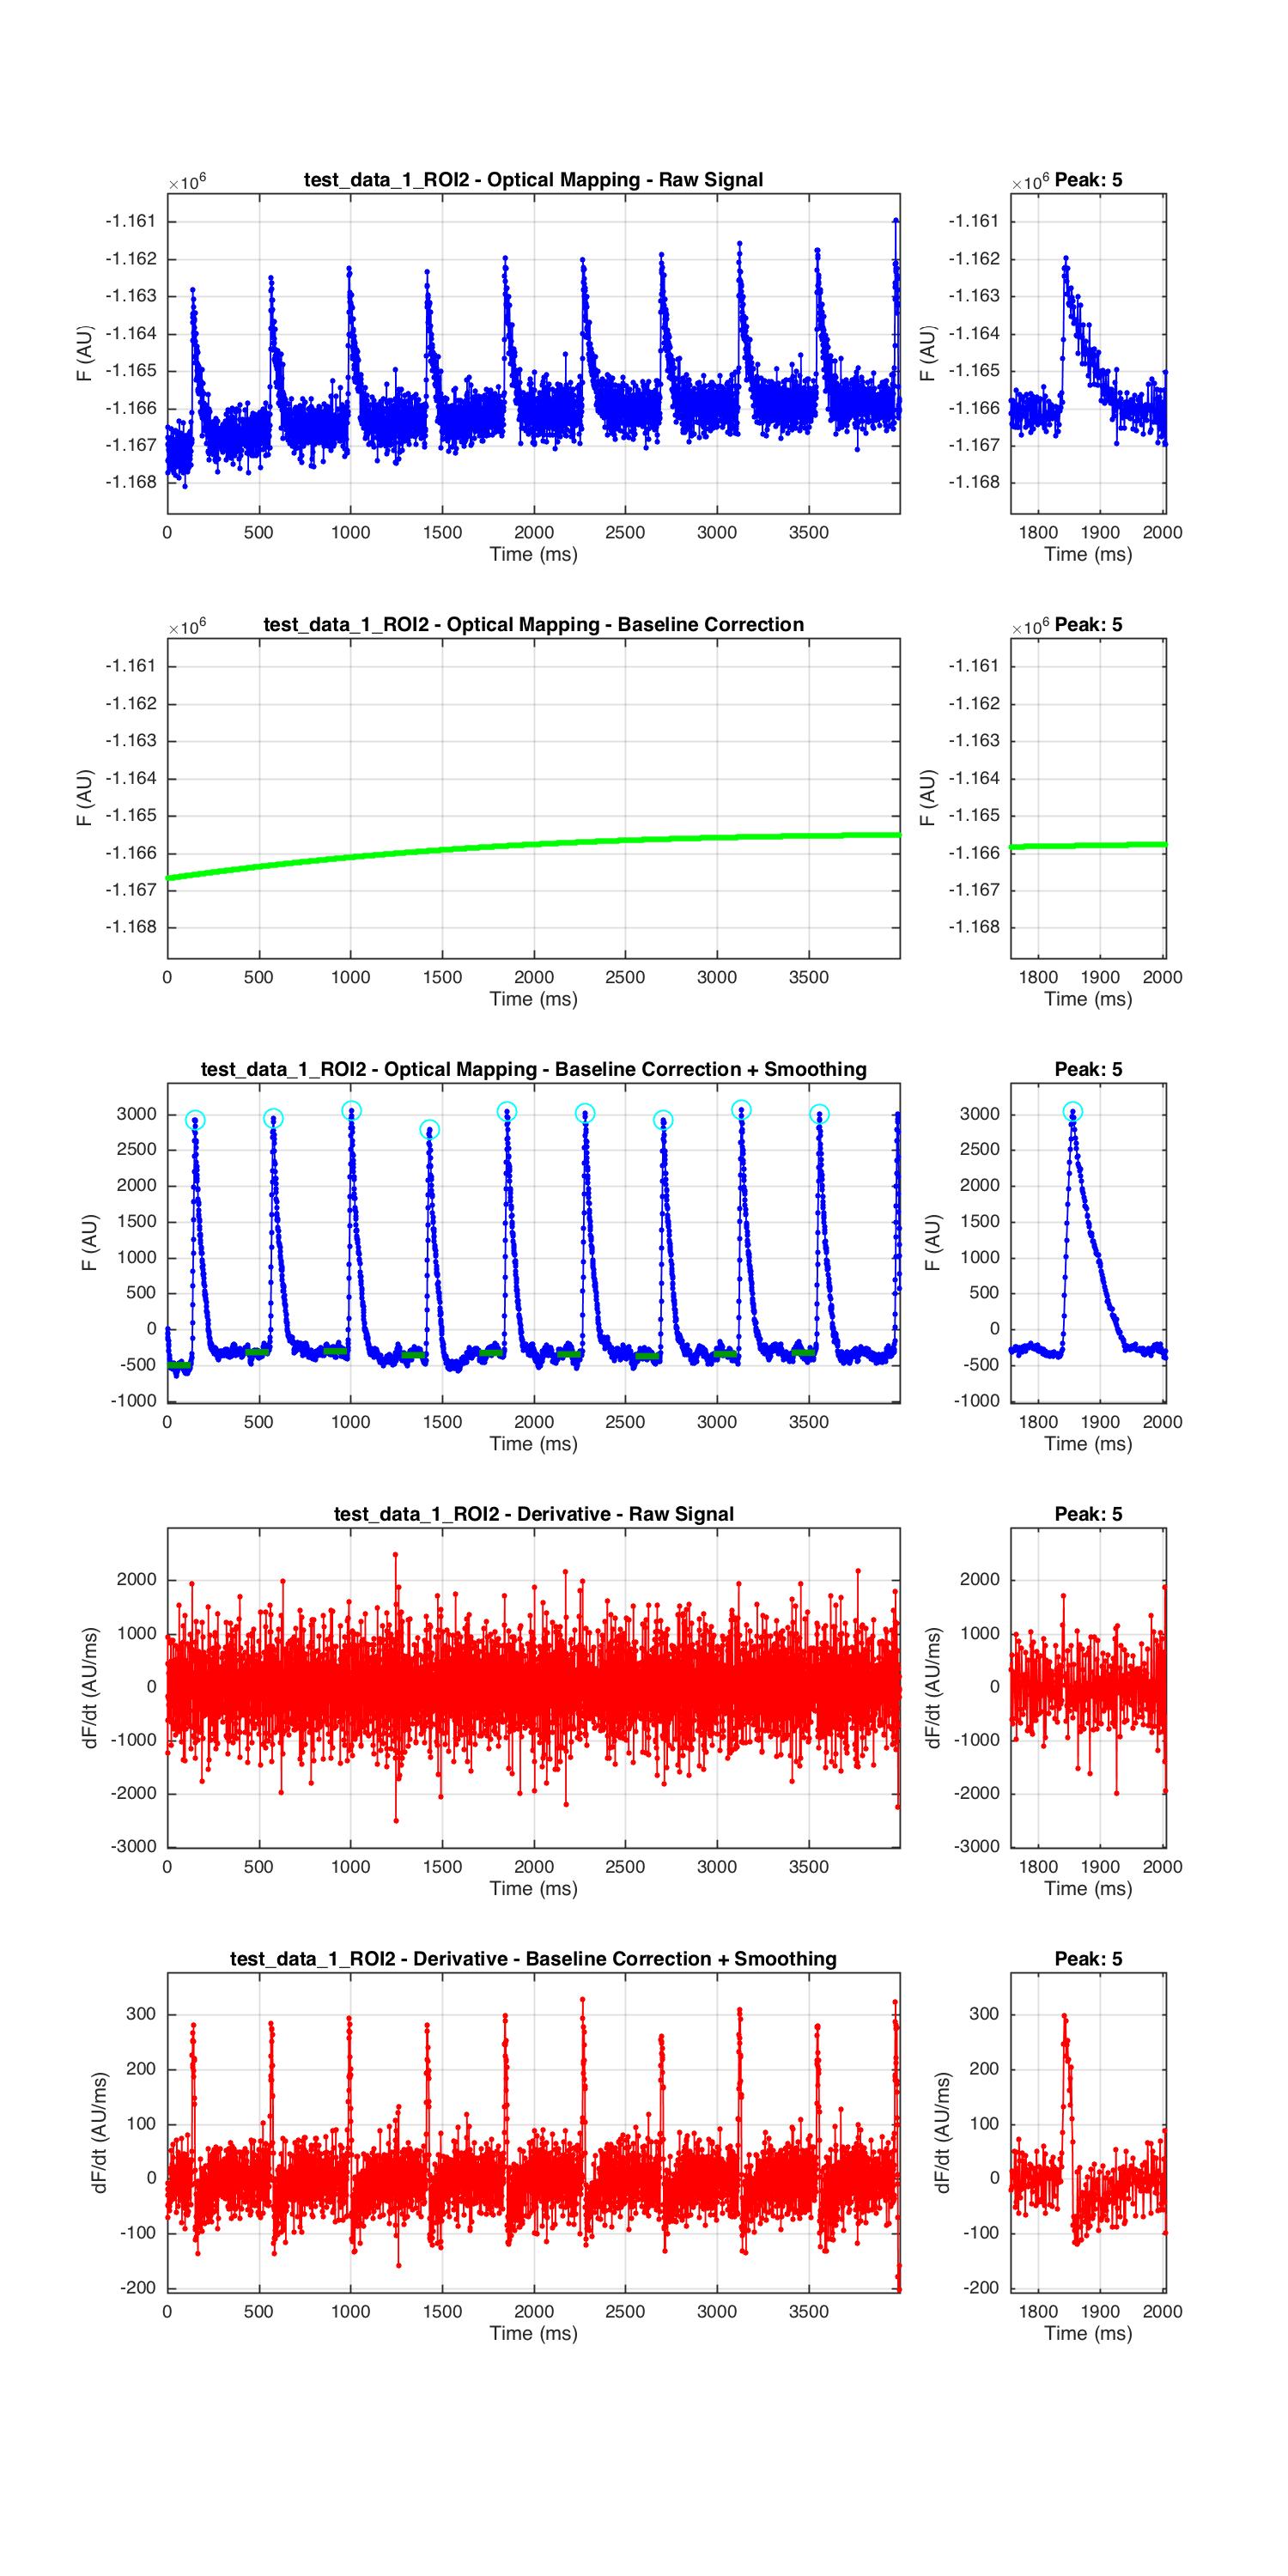 test_data_1_ROI2 - Optical Mapping - Raw Signal
×10^6
F (AU)
-1.161
-1.162
-1.163
-1.164
-1.165
-1.166
-1.167
-1.168
0 500 1000 1500 2000 2500 3000 3500
Time (ms)
Peak: 5
×10^6
F (AU)
-1.161
-1.162
-1.163
-1.164
-1.165
-1.166
-1.167
-1.168
1800 1900 2000
Time (ms)
test_data_1_ROI2 - Optical Mapping - Baseline Correction
×10^6
F (AU)
-1.161
-1.162
-1.163
-1.164
-1.165
-1.166
-1.167
-1.168
0 500 1000 1500 2000 2500 3000 3500
Time (ms)
Peak: 5
×10^6
F (AU)
-1.161
-1.162
-1.163
-1.164
-1.165
-1.166
-1.167
-1.168
1800 1900 2000
Time (ms)
test_data_1_ROI2 - Optical Mapping - Baseline Correction + Smoothing
F (AU)
3000
2500
2000
1500
1000
500
0
-500
-1000
0 500 1000 1500 2000 2500 3000 3500
Time (ms)
Peak: 5
F (AU)
3000
2500
2000
1500
1000
500
0
-500
-1000
1800 1900 2000
Time (ms)
test_data_1_ROI2 - Derivative - Raw Signal
dF/dt (AU/ms)
2000
1000
0
-1000
-2000
-3000
0 500 1000 1500 2000 2500 3000 3500
Time (ms)
Peak: 5
dF/dt (AU/ms)
2000
1000
0
-1000
-2000
-3000
1800 1900 2000
Time (ms)
test_data_1_ROI2 - Derivative - Baseline Correction + Smoothing
dF/dt (AU/ms)
300
200
100
0
-100
-200
0 500 1000 1500 2000 2500 3000 3500
Time (ms)
Peak: 5
dF/dt (AU/ms)
300
200
100
0
-100
-200
1800 1900 2000
Time (ms)